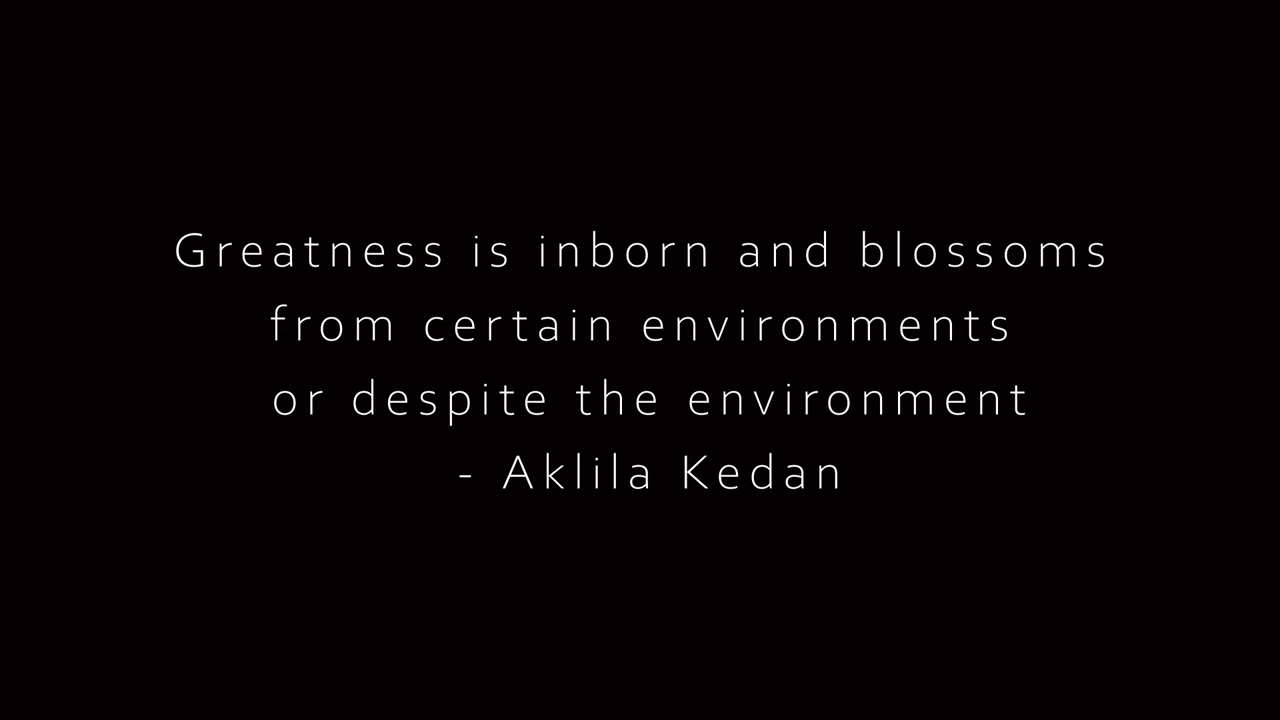 Greatness is inborn and blossoms
from certain environments
or despite the environment
- Aklila Kedan